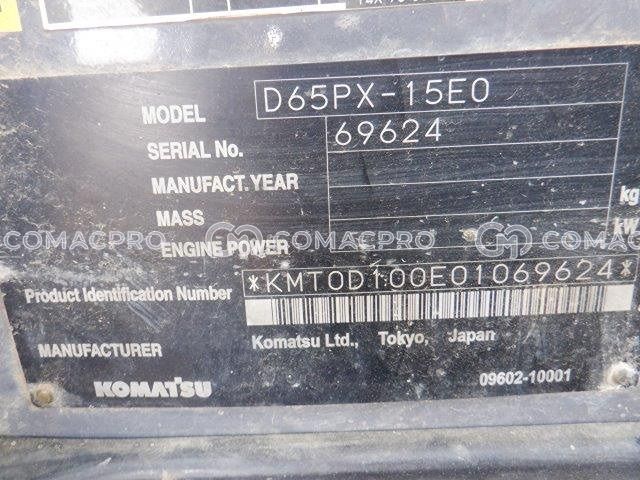 MODEL D65PX-15E0
SERIAL No. 69624
MANUFACT. YEAR
MASS kg
ENGINE POWER kW
COMACPRO COMACPRO COMACPRO
Product Identification Number *KMT0D100E01069624*
MANUFACTURER Komatsu Ltd., Tokyo, Japan
KOMATSU 09602-10001